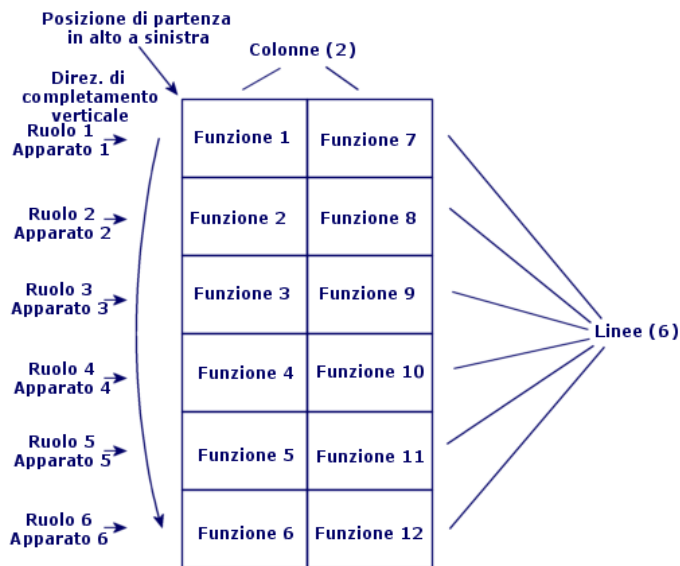 Posizione di partenza
in alto a sinistra
Colonne (2)
Direz. di
completamento
verticale
Ruolo 1
Apparato 1
Funzione 1
Funzione 7
Ruolo 2
Apparato 2
Funzione 2
Funzione 8
Ruolo 3
Apparato 3
Funzione 3
Funzione 9
Linee (6)
Ruolo 4
Apparato 4
Funzione 4
Funzione 10
Ruolo 5
Apparato 5
Funzione 5
Funzione 11
Ruolo 6
Apparato 6
Funzione 6
Funzione 12